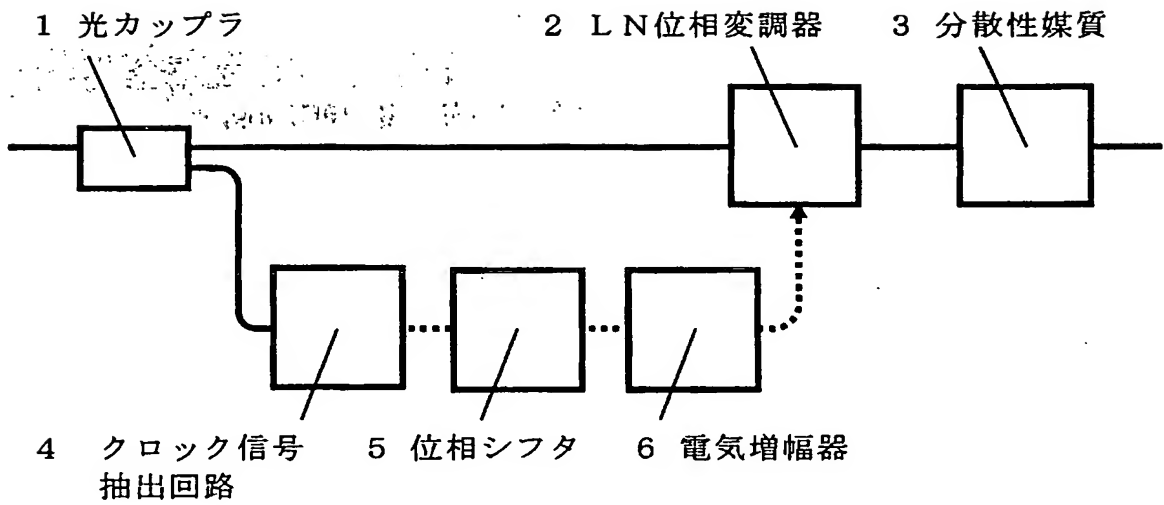 1 光カップラ
2 LN位相変調器
3 分散性媒質
4 クロック信号
抽出回路
5 位相シフタ
6 電気増幅器